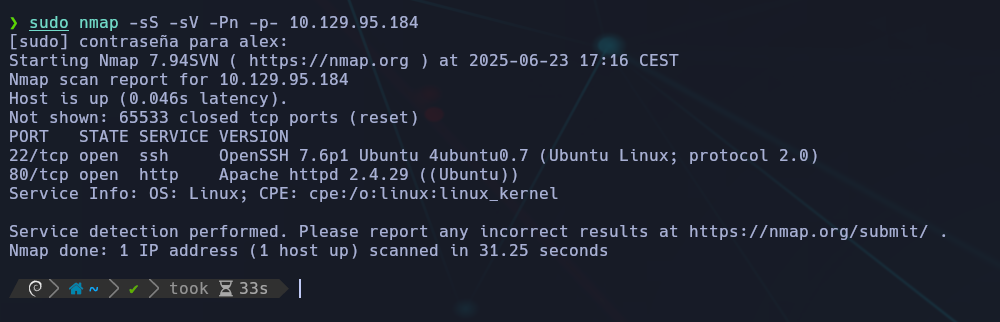 ❯ sudo nmap -sS -sV -Pn -p- 10.129.95.184
[sudo] contraseña para alex:
Starting Nmap 7.94SVN ( https://nmap.org ) at 2025-06-23 17:16 CEST
Nmap scan report for 10.129.95.184
Host is up (0.046s latency).
Not shown: 65533 closed tcp ports (reset)
PORT   STATE SERVICE VERSION
22/tcp open  ssh     OpenSSH 7.6p1 Ubuntu 4ubuntu0.7 (Ubuntu Linux; protocol 2.0)
80/tcp open  http    Apache httpd 2.4.29 ((Ubuntu))
Service Info: OS: Linux; CPE: cpe:/o:linux:linux_kernel
Service detection performed. Please report any incorrect results at https://nmap.org/submit/ .
Nmap done: 1 IP address (1 host up) scanned in 31.25 seconds
~ ✔ took 33s